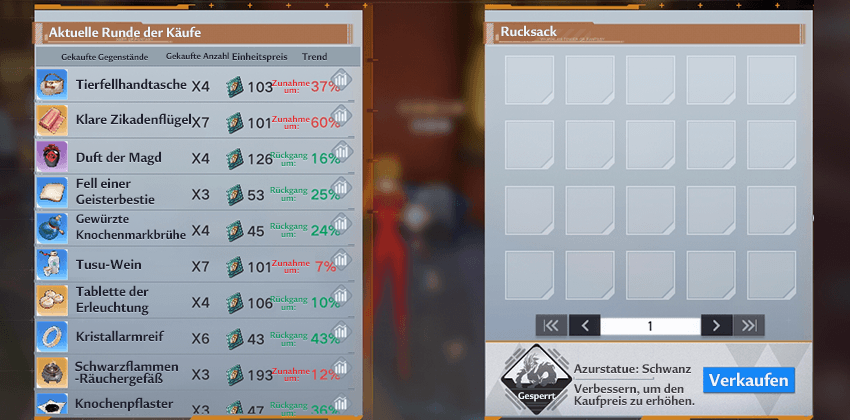 Aktuelle Runde der Käufe
Gekaufte Gegenstände Gekaufte Anzahl Einheitspreis Trend
Tierfellhandtasche X4 103 Zunahme um: 37%
Klare Zikadenflügel X7 101 Zunahme um: 60%
Duft der Magd X4 126 Rückgang um: 16%
Fell einer
Geisterbestie X3 53 Rückgang um: 25%
Gewürzte
Knochenmarkbrühe X4 45 Rückgang um: 24%
Tusu-Wein X7 101 Zunahme um: 7%
Tablette der
Erleuchtung X4 106 Rückgang um: 10%
Kristallarmreif X6 43 Rückgang um: 43%
Schwarzflammen
-Räuchergefäß X3 193 Zunahme um: 12%
Knochenpflaster X3 47 Rückgang um: 36%
Rucksack
1
Gesperrt
Azurstatue: Schwanz
Verbessern, um den
Kaufpreis zu erhöhen.
Verkaufen